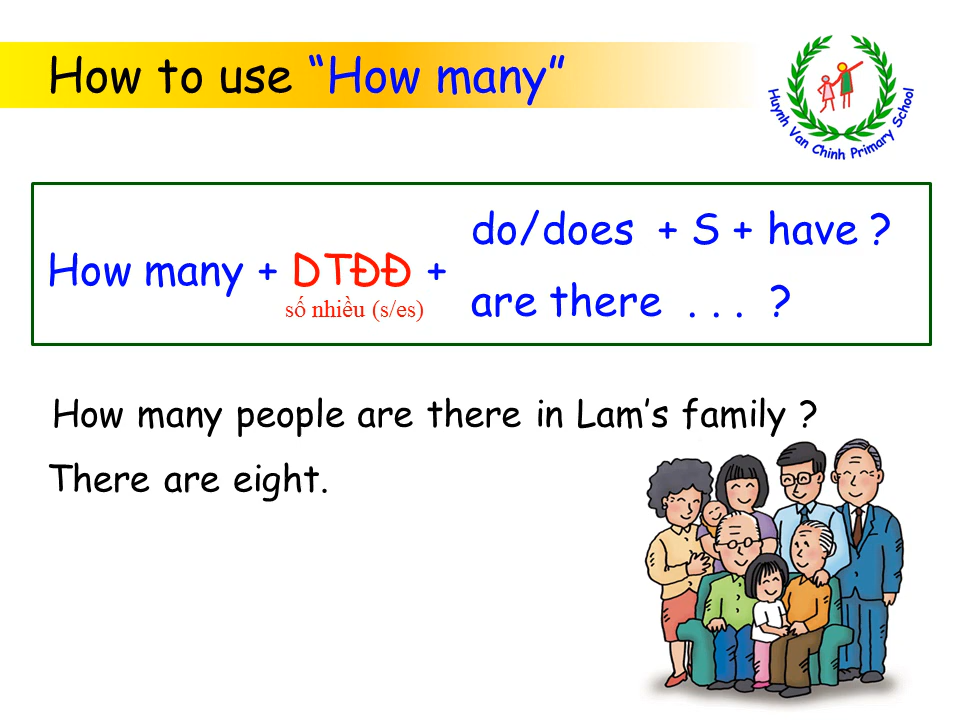 How to use “How many”
Huynh Van Chinh Primary School
How many + DTĐĐ +
số nhiều (s/es)
do/does + S + have ?
are there . . . ?
How many people are there in Lam’s family ?
There are eight.